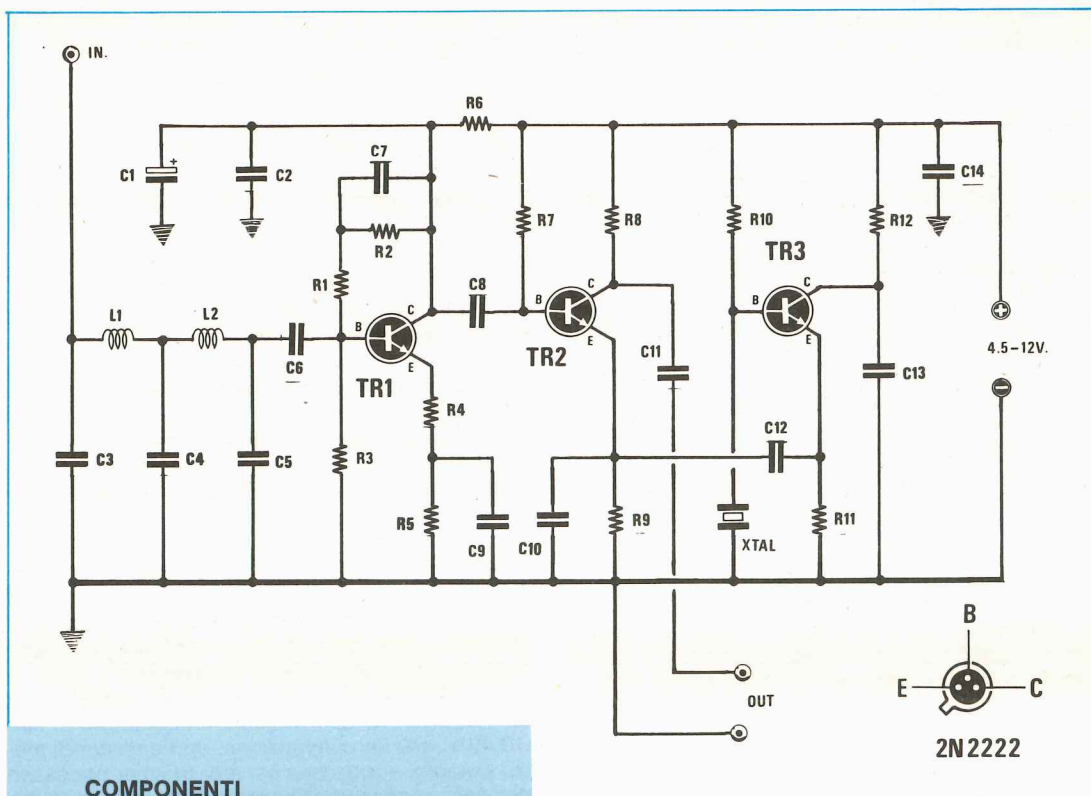 IN.
R6
C1
+
C2
C7
R2
R1
R7
R8
R10
TR3
R12
C14
L1
L2
C6
B
C
E
TR1
C8
B
C
E
TR2
C11
B
C
E
C13
4.5-12V.
C3
C4
C5
R3
R4
R5
C9
C10
R9
C12
XTAL
R11
OUT
B
E
C
2N2222
COMPONENTI